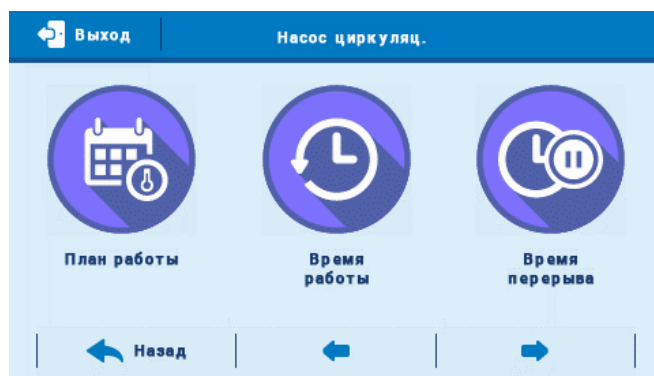 Выход
Насос циркуляц.
План работы
Время
работы
Время
перерыва
Назад